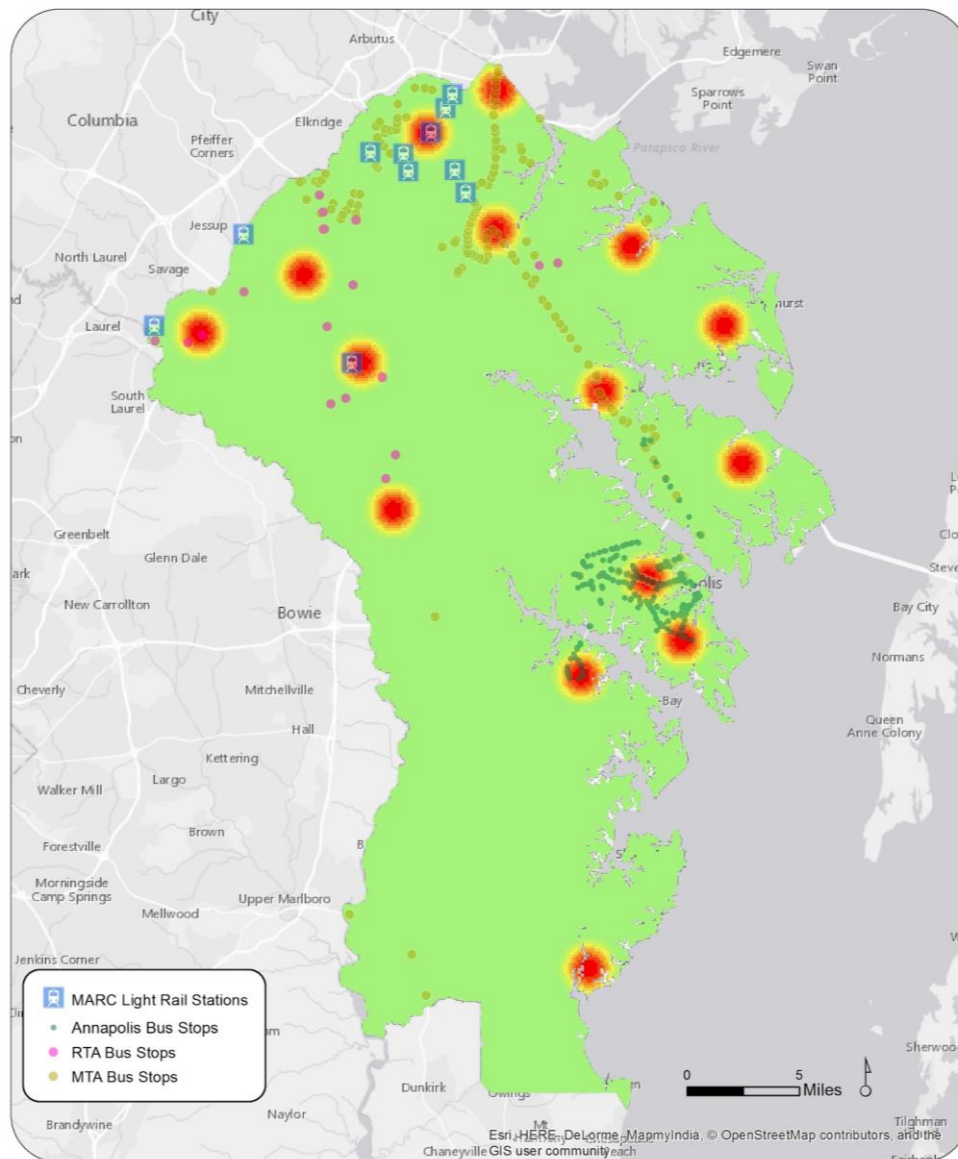 City
Arbutus
Edgemere
Swan
Point
Sparrows
Point
Columbia
Elkridge
Pfeiffer
Corners
Patapsco River
Jessup
North Laurel
Savage
Laurel
South
Laurel
Greenbelt
Glenn Dale
New Carrollton
Bowie
Bay City
Cheverly
Mitchellville
Normans
Hall
Queen
Anne Colony
Kettering
Largo
Walker Mill
Brown
Forestville
Morningside
Camp Springs
Upper Marlboro
Mellwood
Jenkins Corner
MARC Light Rail Stations
Annapolis Bus Stops
RTA Bus Stops
MTA Bus Stops
0 5
Miles
Sherwoo
Dunkirk
Owings
Naylor
Brandywine
Chaneyville
Tilghman
Esri, HERE, DeLorme, MapmyIndia, © OpenStreetMap contributors, and the
GIS user community